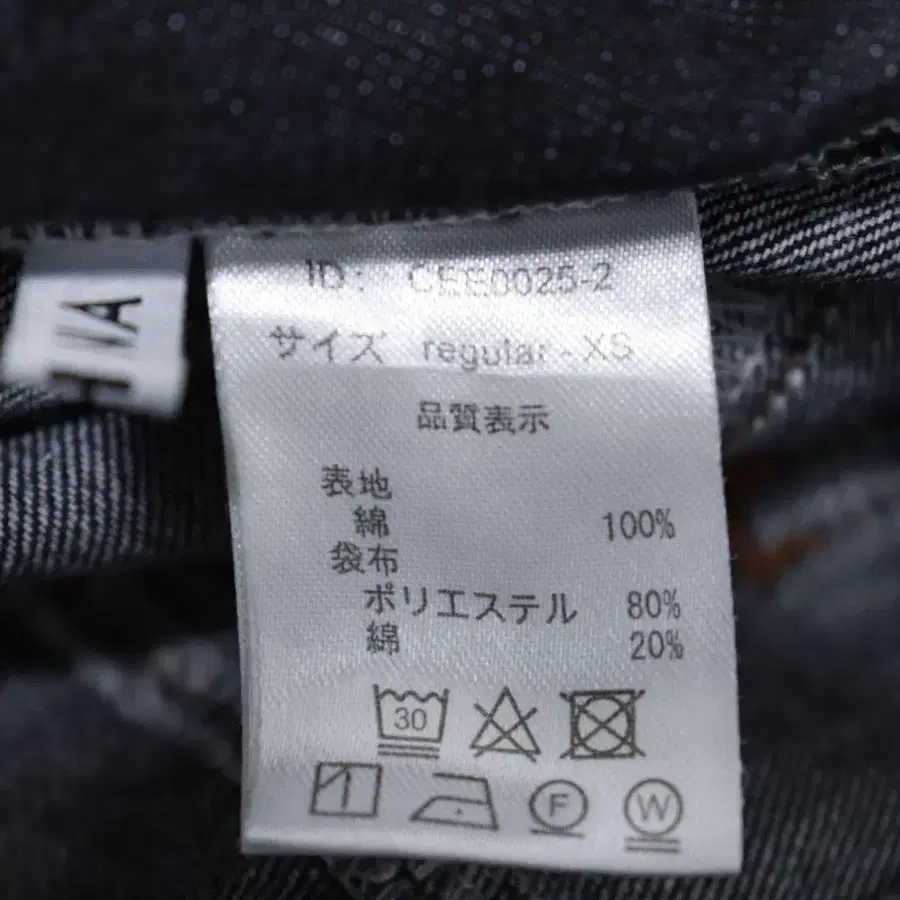 ID: CEE0025-2
サイズ regular - XS
品質表示
表地
綿 100%
袋布
ポリエステル 80%
綿 20%
30
F W